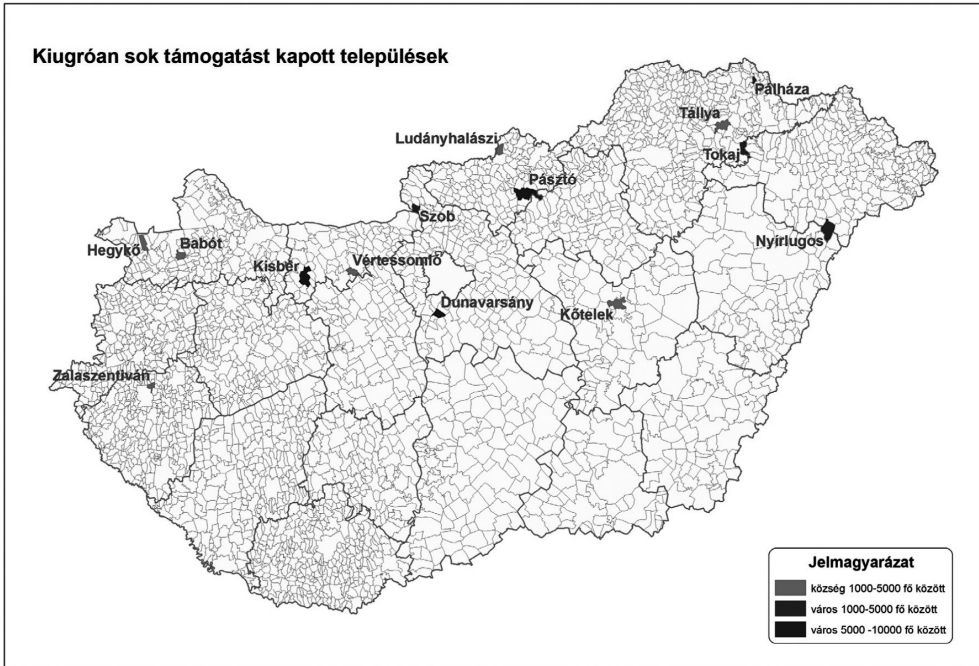 Kiugróan sok támogatást kapott települések
Pálháza
Tállya
Ludányhalászi
Tokaj
Pásztó
Szob
Nyírlugos
Hegykő
Babót
Kisbér
Vértessomló
Dunavarsány
Kőtelek
Zalaszentiván
Jelmagyarázat
község 1000-5000 fő között
város 1000-5000 fő között
város 5000 -10000 fő között